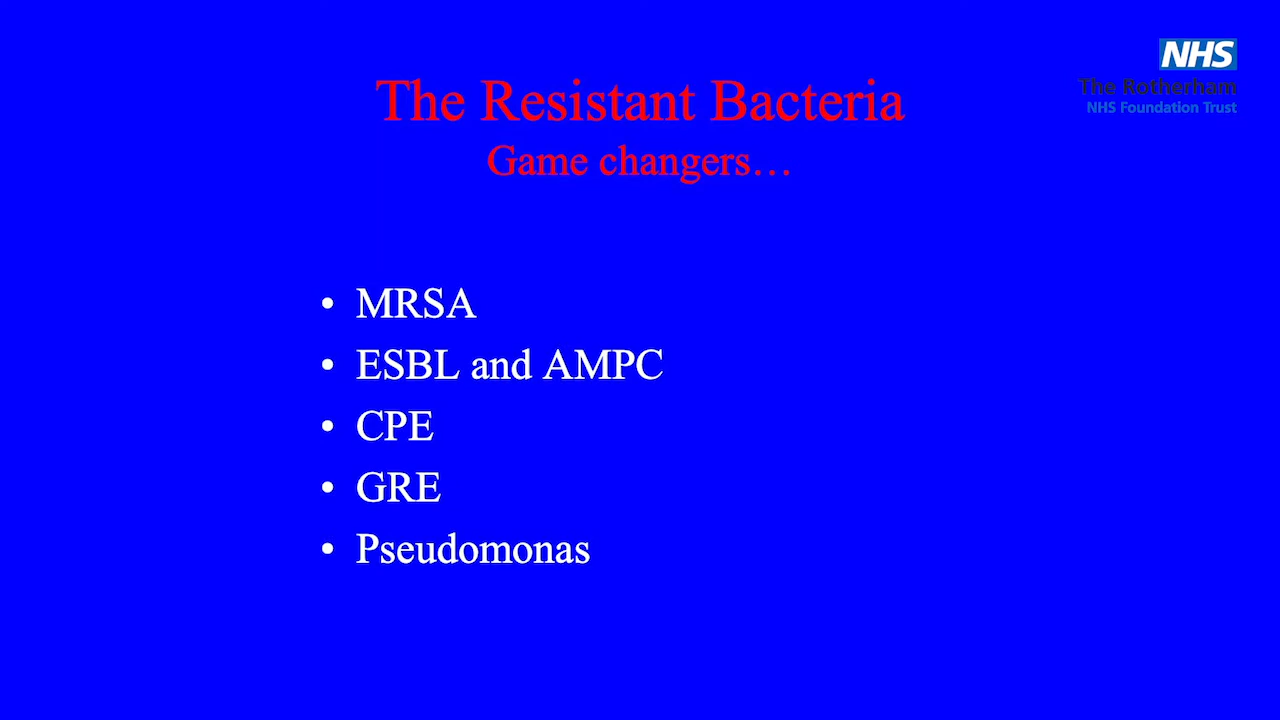 NHS
The Rotherham
NHS Foundation Trust
The Resistant Bacteria
Game changers…
• MRSA
• ESBL and AMPC
• CPE
• GRE
• Pseudomonas